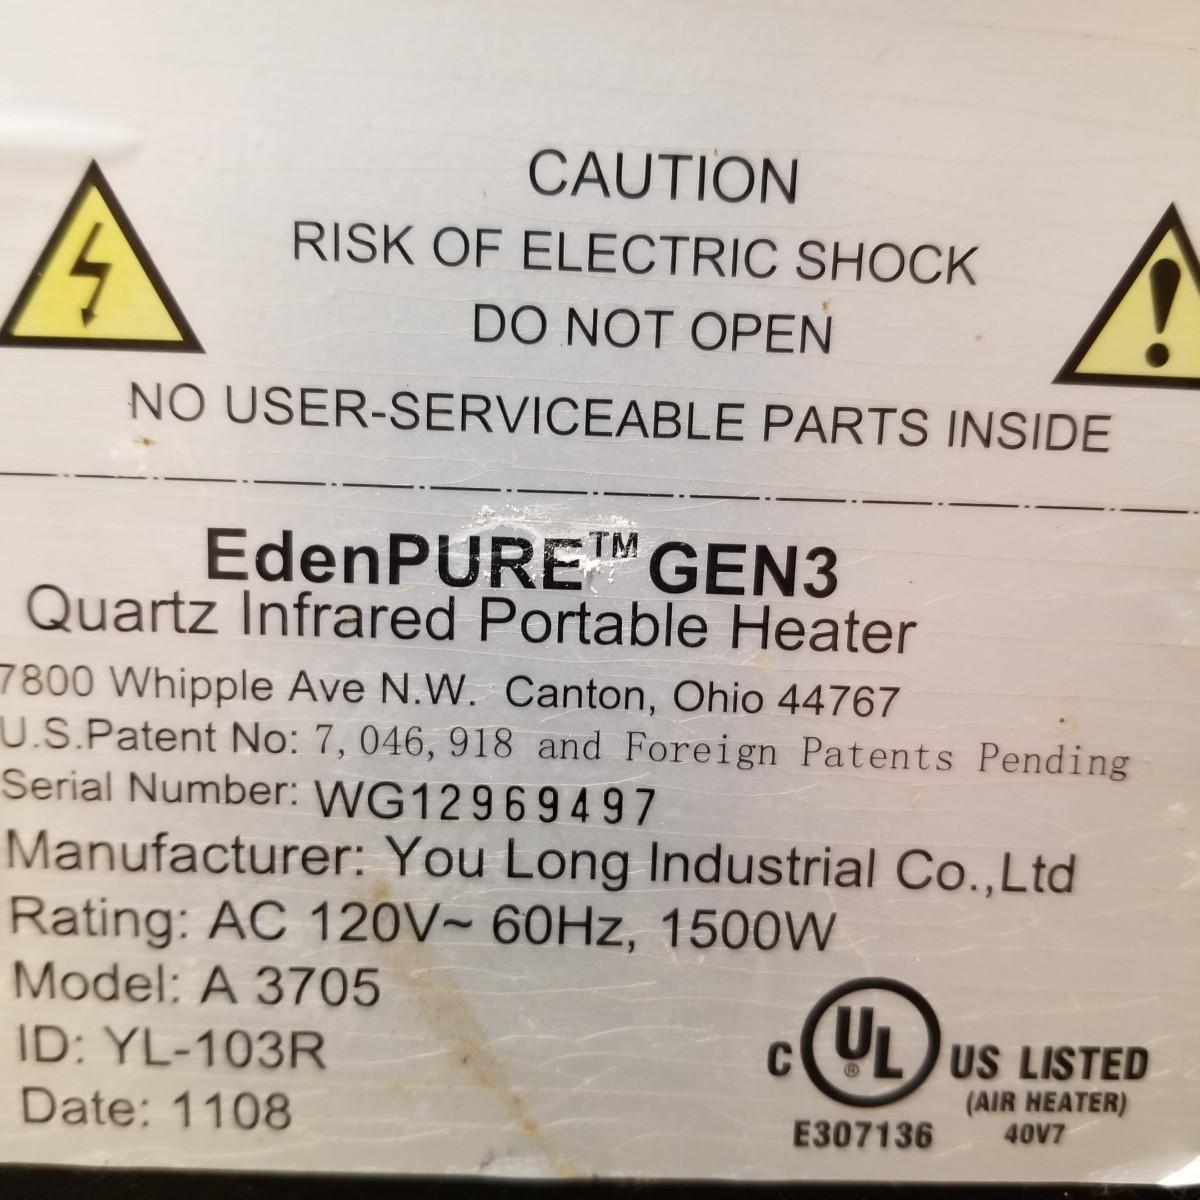 CAUTION
RISK OF ELECTRIC SHOCK
DO NOT OPEN
NO USER-SERVICEABLE PARTS INSIDE
EdenPURE™ GEN3
Quartz Infrared Portable Heater
7800 Whipple Ave N.W. Canton, Ohio 44767
U.S.Patent No: 7,046,918 and Foreign Patents Pending
Serial Number: WG12969497
Manufacturer: You Long Industrial Co.,Ltd
Rating: AC 120V~ 60Hz, 1500W
Model: A 3705
ID: YL-103R
Date: 1108
C UL® US LISTED
(AIR HEATER)
E307136 40V7